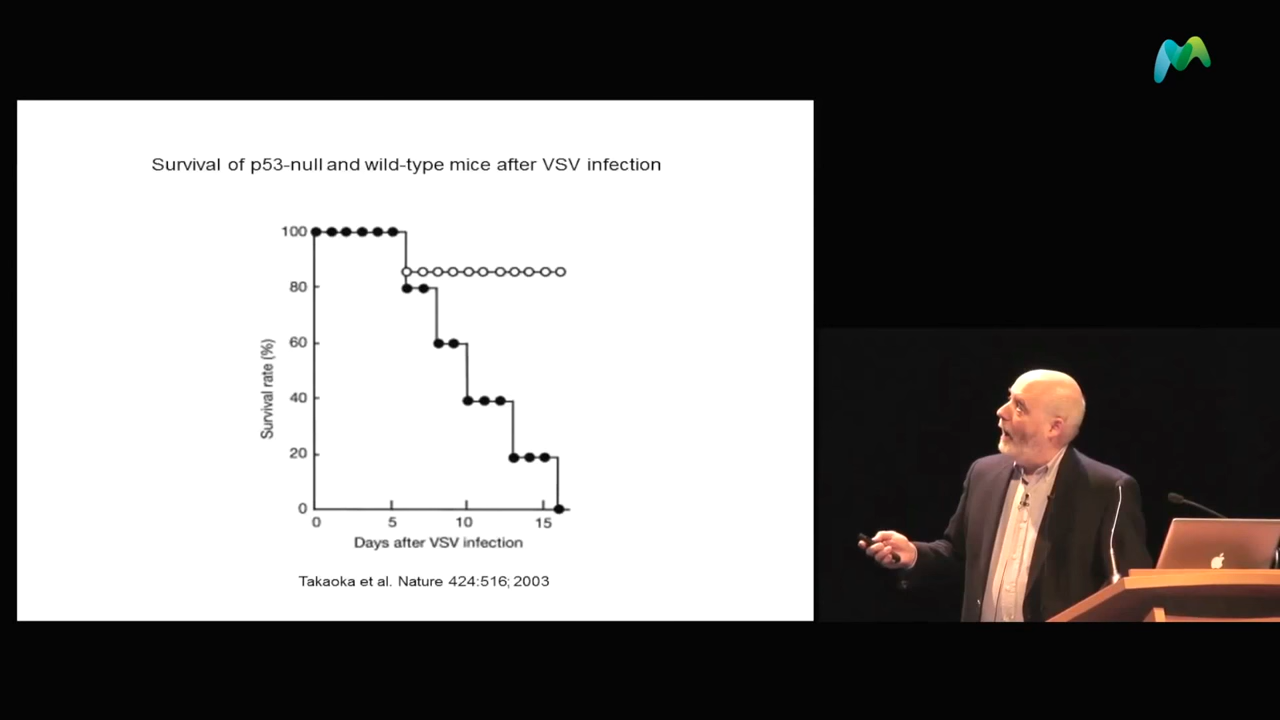 Survival of p53-null and wild-type mice after VSV infection
100
80
60
40
20
0
Survival rate (%)
0 5 10 15
Days after VSV infection
Takaoka et al. Nature 424:516; 2003